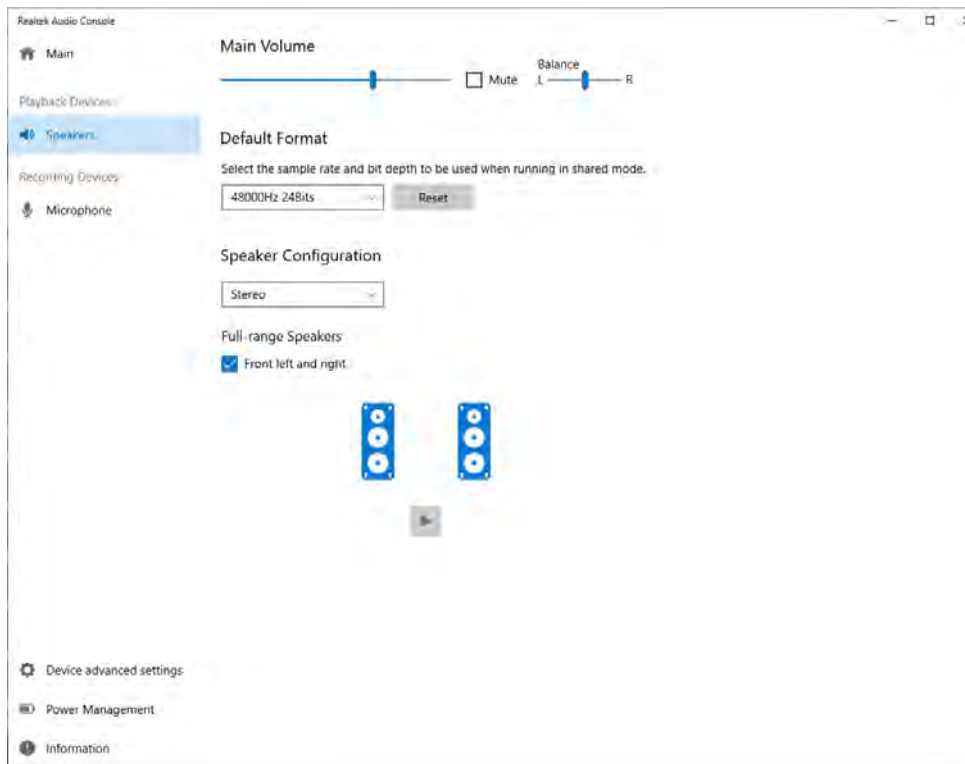 Realtek Audio Console
Main
Playback Devices
Speakers
Recording Devices
Microphone
Device advanced settings
Power Management
Information
Main Volume
Mute
Balance
L
R
Default Format
Select the sample rate and bit depth to be used when running in shared mode.
48000Hz 24Bits
Reset
Speaker Configuration
Stereo
Full-range Speakers
Front left and right